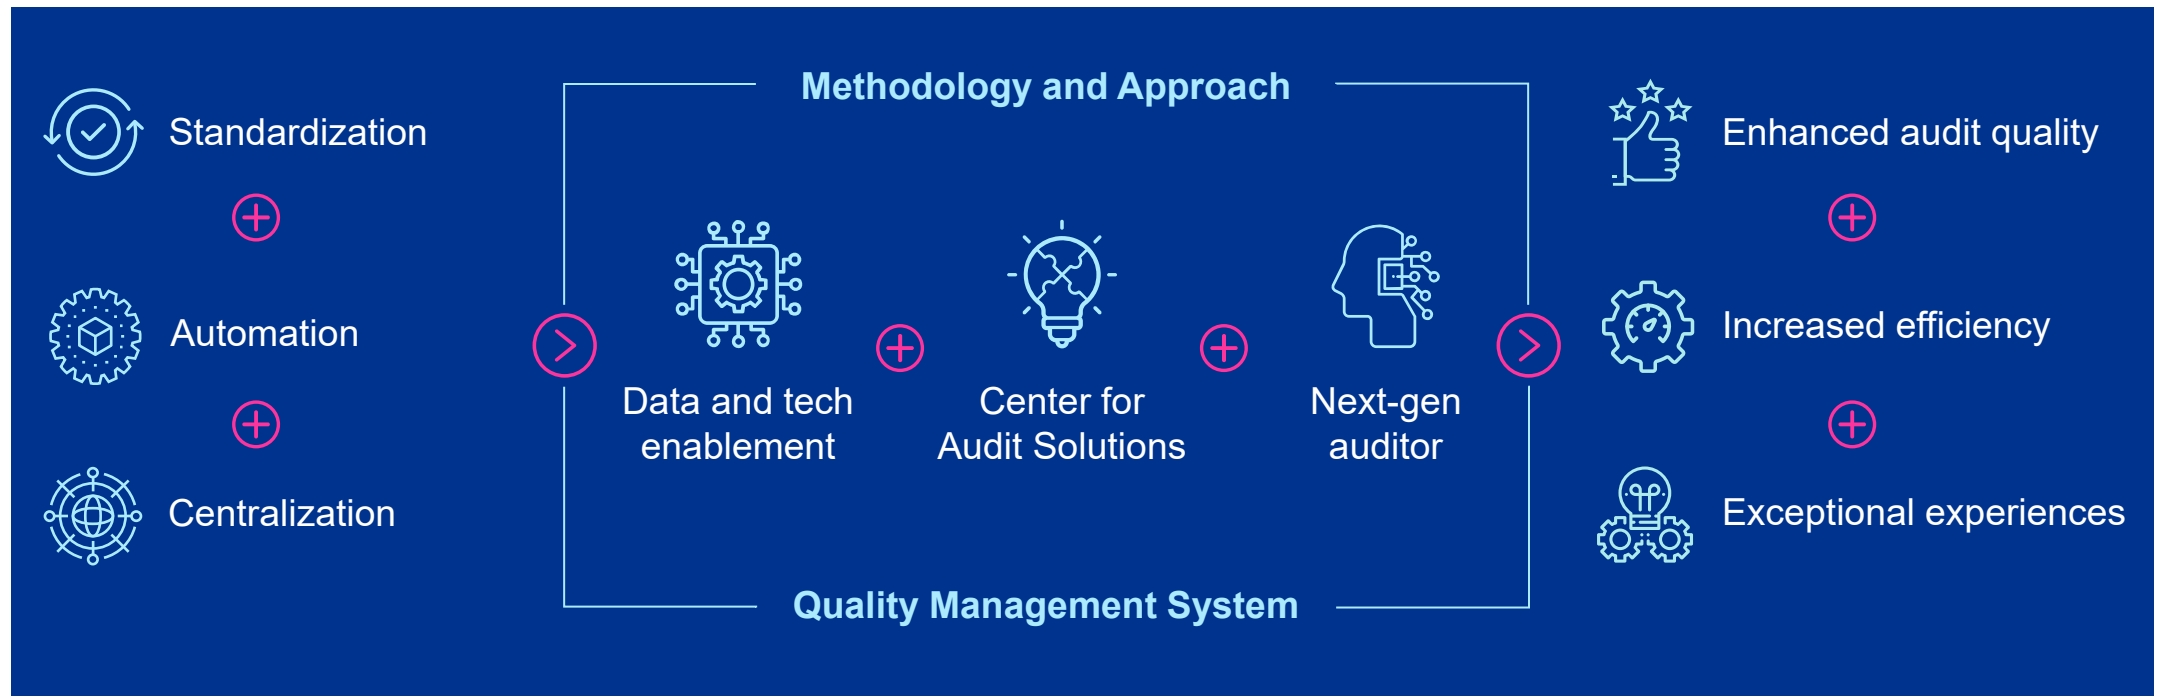 Standardization
Automation
Centralization
Methodology and Approach
Data and tech
enablement
Center for
Audit Solutions
Next-gen
auditor
Quality Management System
Enhanced audit quality
Increased efficiency
Exceptional experiences